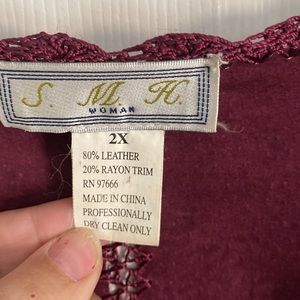 S. M. H.
WOMAN
2X
80% LEATHER
20% RAYON TRIM
RN 97666
MADE IN CHINA
PROFESSIONALLY
DRY CLEAN ONLY